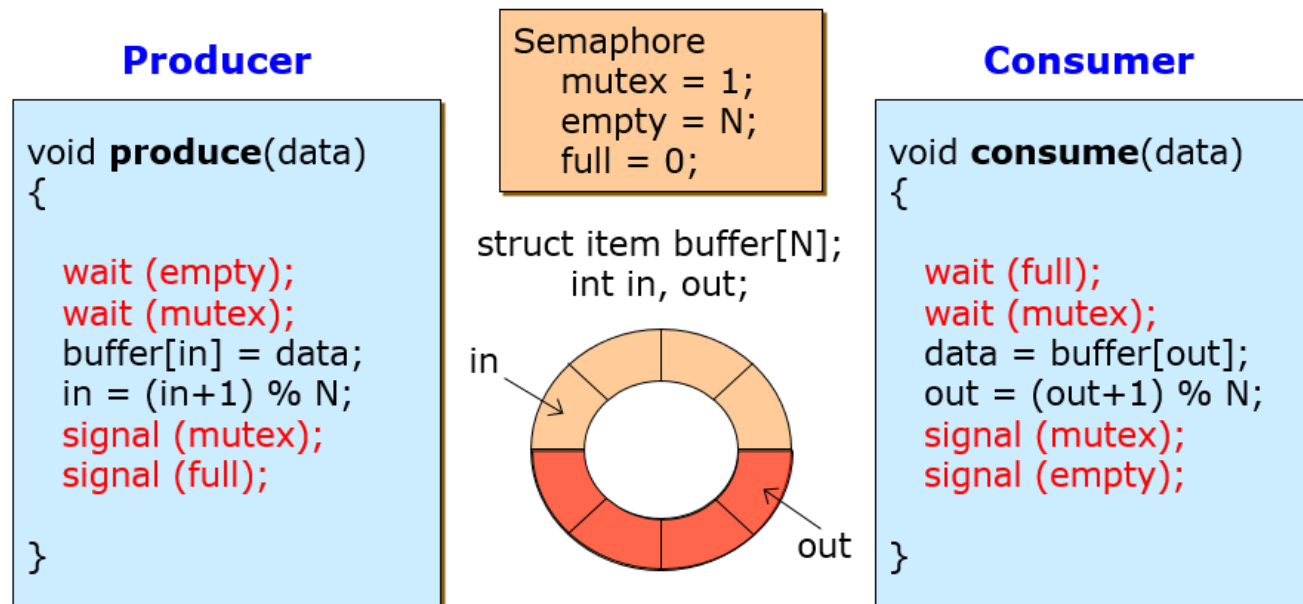 Producer
void produce(data)
{
wait (empty);
wait (mutex);
buffer[in] = data;
in = (in+1) % N;
signal (mutex);
signal (full);
}
Semaphore
mutex = 1;
empty = N;
full = 0;
struct item buffer[N];
int in, out;
in
out
Consumer
void consume(data)
{
wait (full);
wait (mutex);
data = buffer[out];
out = (out+1) % N;
signal (mutex);
signal (empty);
}